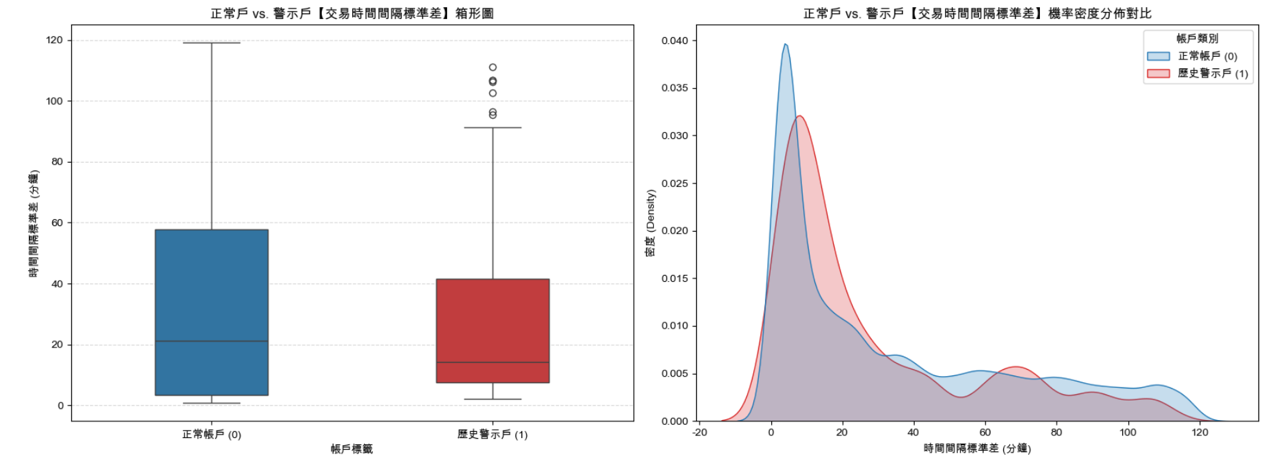 正常戶 vs. 警示戶【交易時間間隔標準差】箱形圖
120
100
80
60
40
20
0
時間間隔標準差 (分鐘)
正常帳戶 (0)
歷史警示戶 (1)
帳戶標籤
正常戶 vs. 警示戶【交易時間間隔標準差】機率密度分佈對比
帳戶類別
正常帳戶 (0)
歷史警示戶 (1)
0.040
0.035
0.030
0.025
0.020
0.015
0.010
0.005
0.000
密度 (Density)
-20
0
20
40
60
80
100
120
時間間隔標準差 (分鐘)